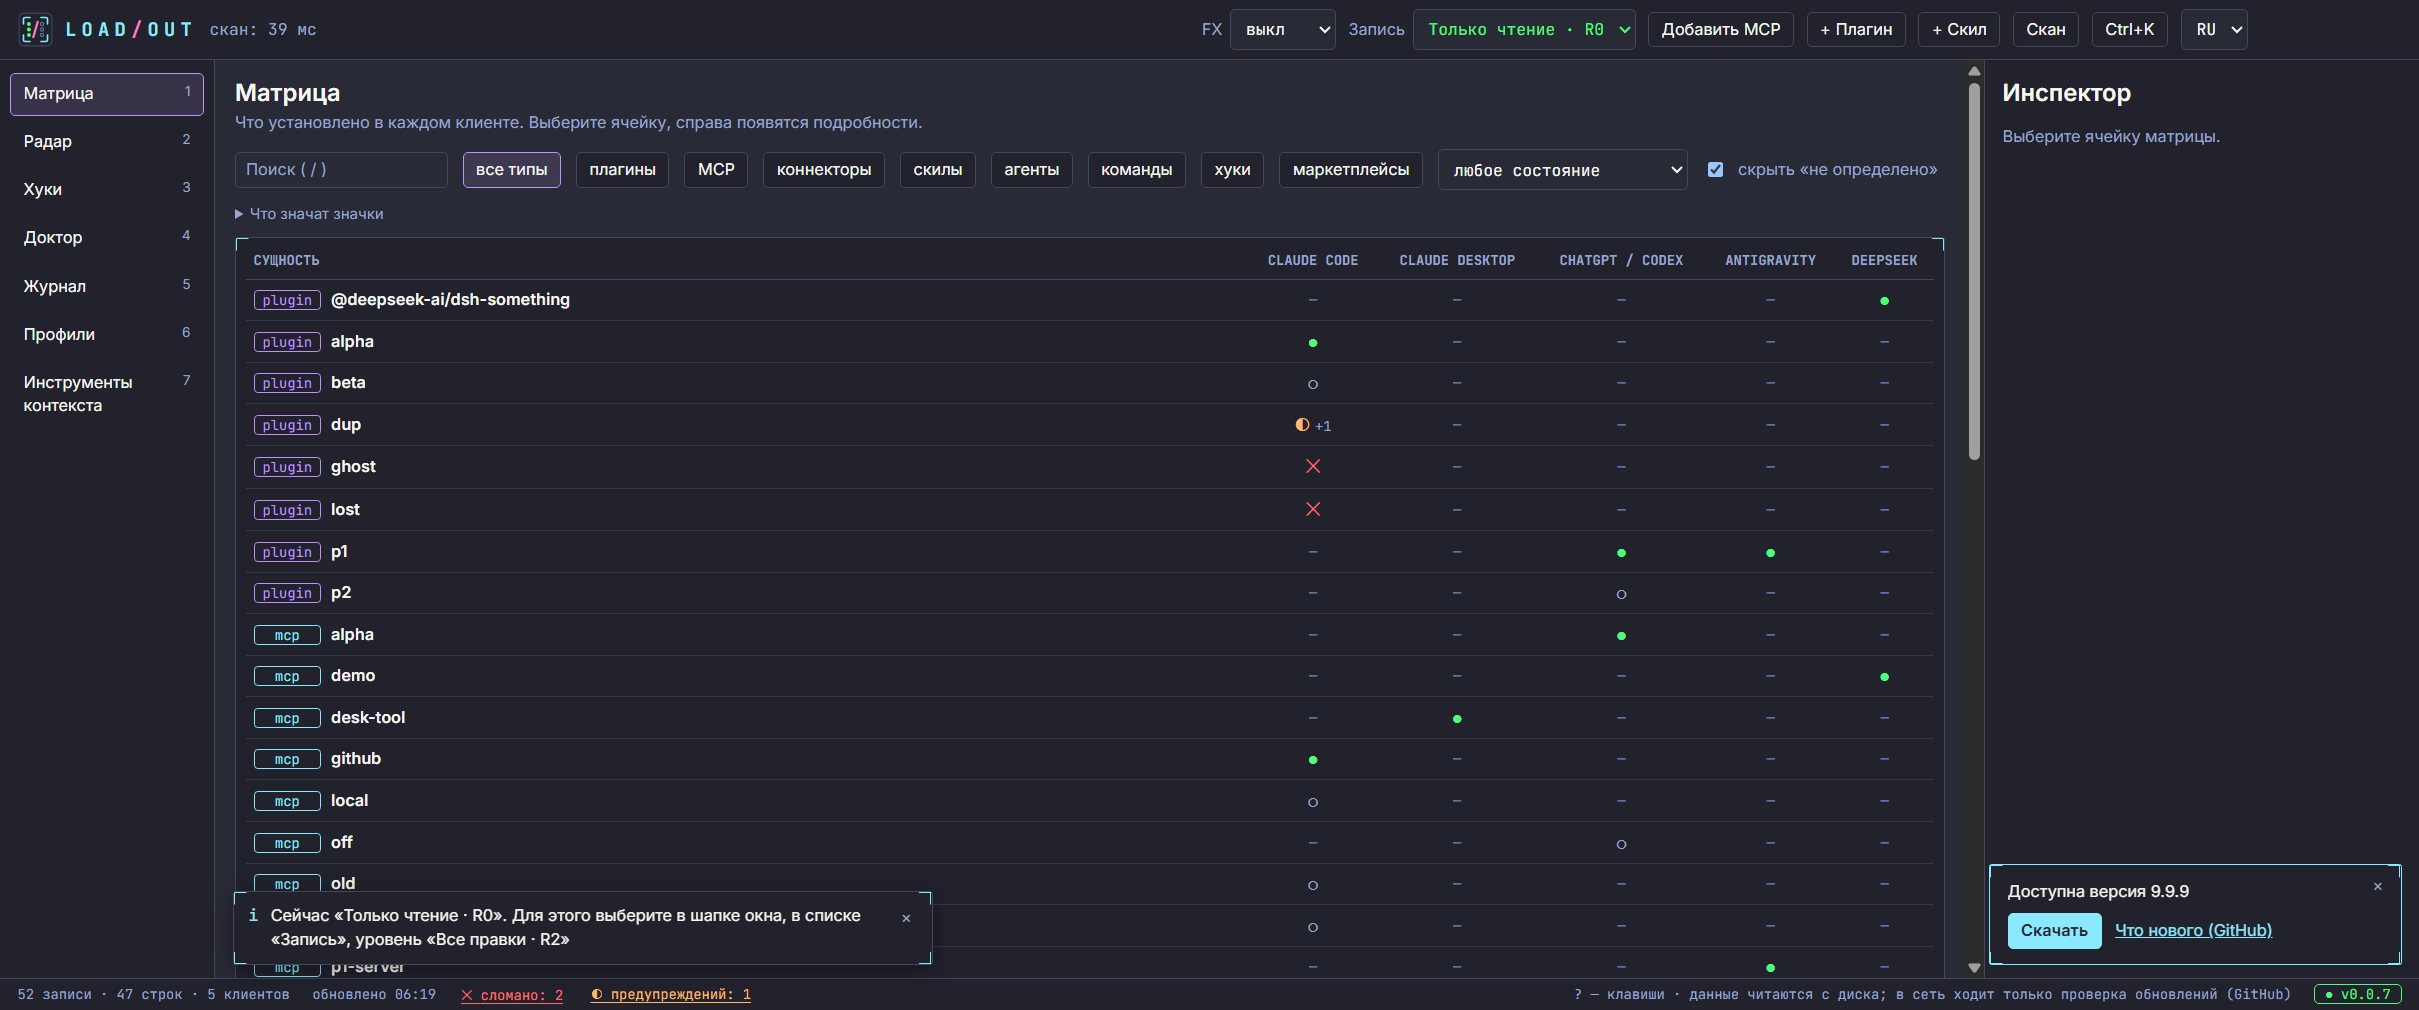 LOAD/OUT скан: 39 мс FX выкл Запись Только чтение · R0 Добавить MCP + Плагин + Скил Скан Ctrl+K RU
Матрица 1
Радар 2
Хуки 3
Доктор 4
Журнал 5
Профили 6
Инструменты контекста 7
Матрица
Что установлено в каждом клиенте. Выберите ячейку, справа появятся подробности.
Поиск ( / ) все типы плагины MCP коннекторы скилы агенты команды хуки маркетплейсы любое состояние скрыть «не определено»
Что значат значки
СУЩНОСТЬ CLAUDE CODE CLAUDE DESKTOP CHATGPT / CODEX ANTIGRAVITY DEEPSEEK
plugin @deepseek-ai/dsh-something — — — — ●
plugin alpha ● — — — —
plugin beta ○ — — — —
plugin dup ◐ +1 — — — —
plugin ghost ✕ — — — —
plugin lost ✕ — — — —
plugin p1 — — ● ● —
plugin p2 — — ○ — —
mcp alpha — — ● — —
mcp demo — — — — ●
mcp desk-tool — ● — — —
mcp github ● — — — —
mcp local ○ — — — —
mcp off — — ○ — —
mcp old ○ — — — —
○ — — — —
mcp p1-server — — — ● —
i Сейчас «Только чтение · R0». Для этого выберите в шапке окна, в списке
«Запись», уровень «Все правки · R2» ×
Инспектор
Выберите ячейку матрицы.
Доступна версия 9.9.9 ×
Скачать Что нового (GitHub)
52 записи · 47 строк · 5 клиентов обновлено 06:19 ✕ сломано: 2 ◐ предупреждений: 1 ? — клавиши · данные читаются с диска; в сеть ходит только проверка обновлений (GitHub) ● v0.0.7